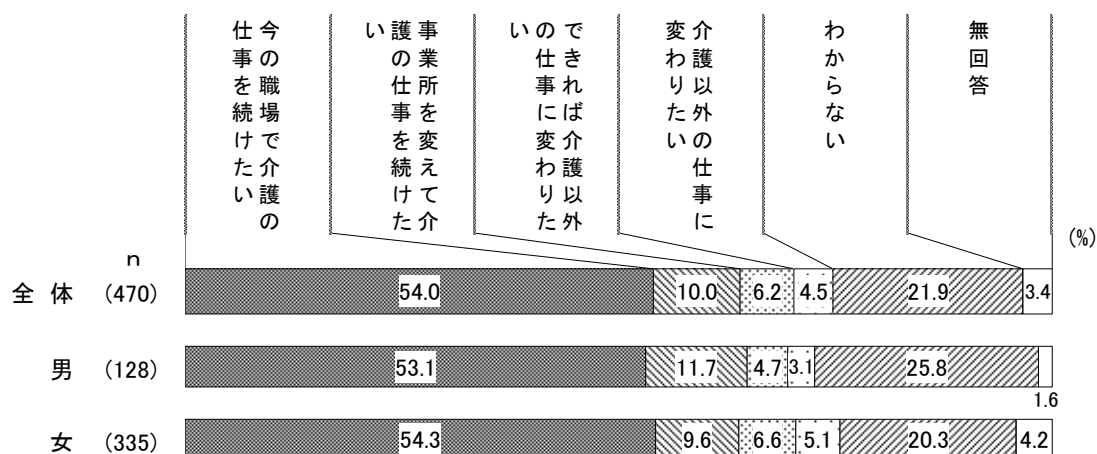 今の職場で介護の
仕事を続けたい
事業所を変えて介
護の仕事を続けた
い
できれば介護以外
の仕事に変わりた
い
介護以外の仕事に
変わりたい
わからない
無回答
(%)
n
全 体 (470) 54.0 10.0 6.2 4.5 21.9 3.4
男 (128) 53.1 11.7 4.7 3.1 25.8 1.6
女 (335) 54.3 9.6 6.6 5.1 20.3 4.2